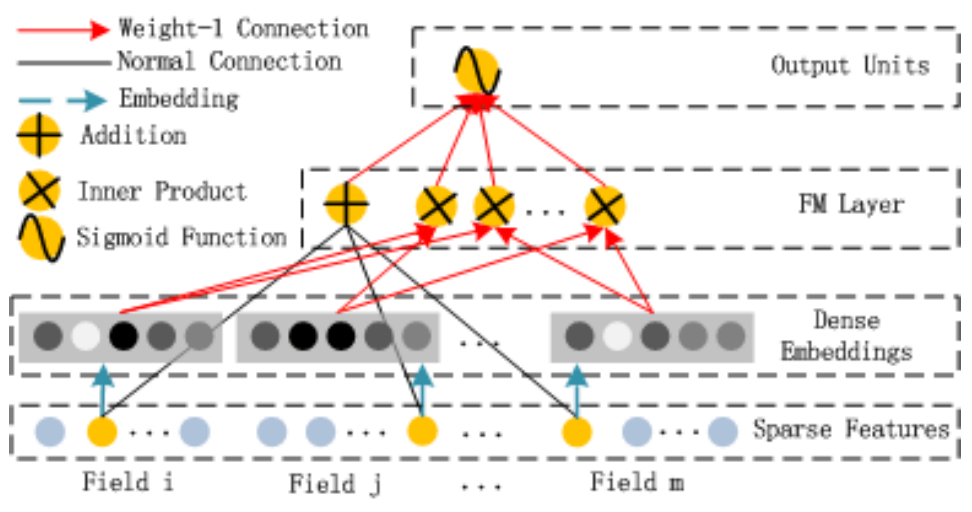 Weight-1 Connection
Normal Connection
Embedding
Addition
Inner Product
Sigmoid Function
Output Units
FM Layer
...
Dense
Embeddings
...
Sparse Features
... ... ... ...
Field i Field j ... Field m